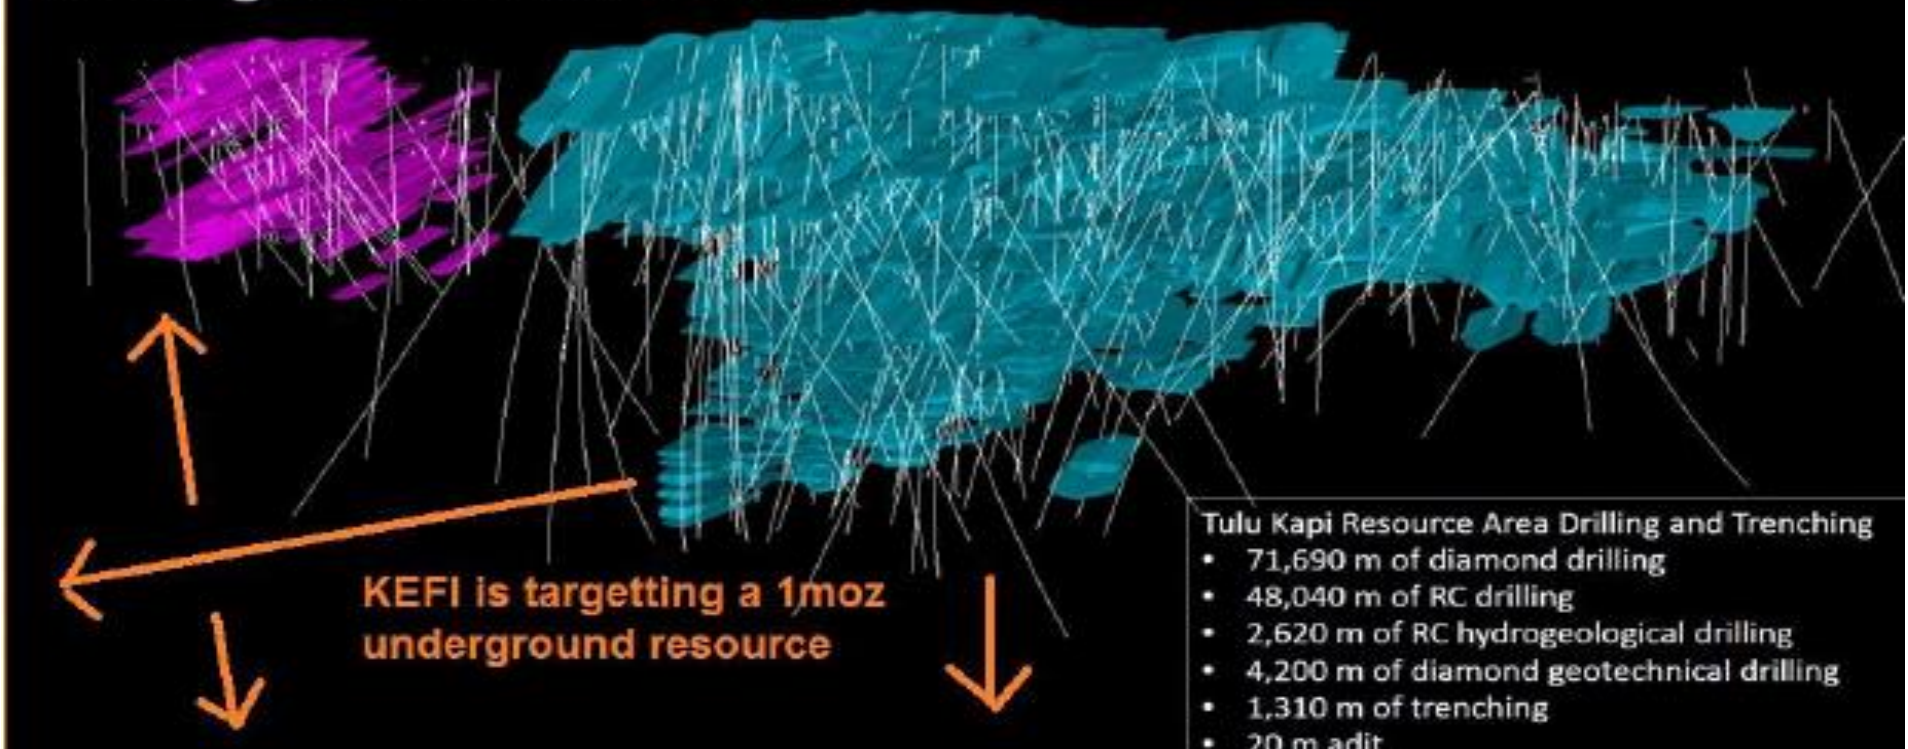 KEFI is targetting a 1moz
underground resource
Tulu Kapi Resource Area Drilling and Trenching
• 71,690 m of diamond drilling
• 48,040 m of RC drilling
• 2,620 m of RC hydrogeological drilling
• 4,200 m of diamond geotechnical drilling
• 1,310 m of trenching
• 20 m adit